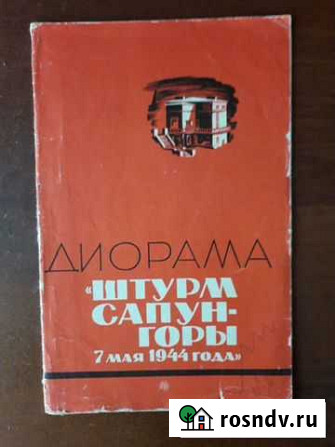 ДИОРАМА
«ШТУРМ
САПУН-
ГОРЫ
7 МАЯ 1944 ГОДА»
rosndv.ru